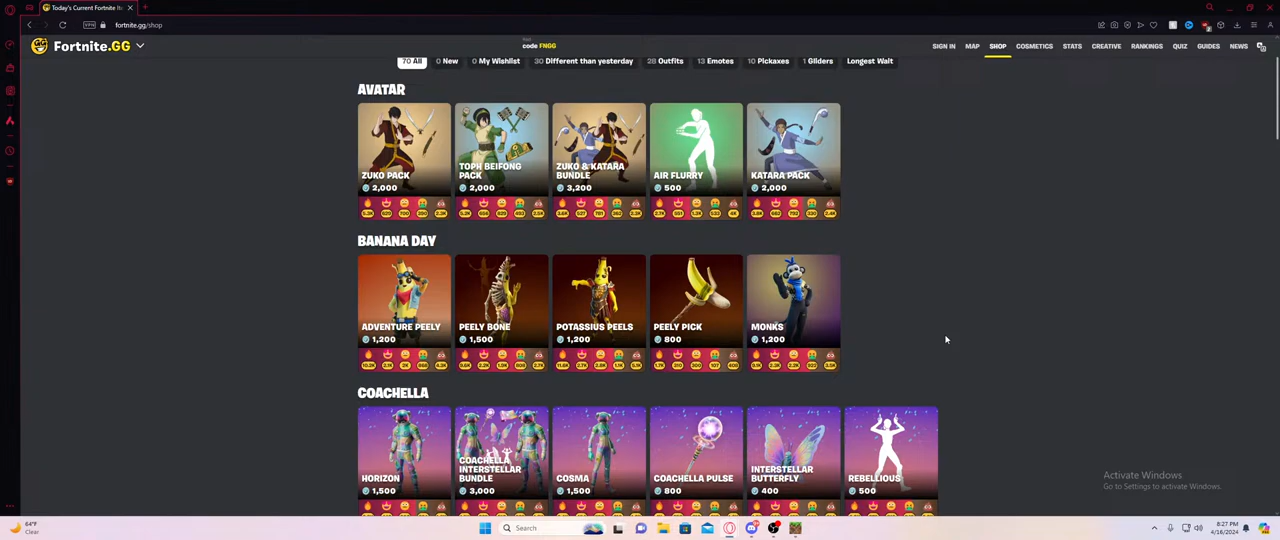 Today's Current Fortnite It
fortnite.gg/shop
VPN
Fortnite.GG
code FNGG
SIGN IN MAP SHOP COSMETICS STATS CREATIVE RANKINGS QUIZ GUIDES NEWS
70 All 0 New 0 My Wishlist 30 Different than yesterday 28 Outfits 13 Emotes 10 Pickaxes 1 Gliders Longest Wait
AVATAR
ZUKO PACK
2,000
TOPH BEIFONG
PACK
2,000
ZUKO & KATARA
BUNDLE
3,200
AIR FLURRY
500
KATARA PACK
2,000
BANANA DAY
ADVENTURE PEELY
1,200
PEELY BONE
1,500
POTASSIUS PEELS
1,200
PEELY PICK
800
MONKS
1,200
COACHELLA
HORIZON
1,500
COACHELLA
INTERSTELLAR
BUNDLE
3,000
COSMA
1,500
COACHELLA PULSE
800
INTERSTELLAR
BUTTERFLY
400
REBELLIOUS
500
Activate Windows
Go to Settings to activate Windows.
64°F
Clear
Search
8:27 PM
4/16/2024